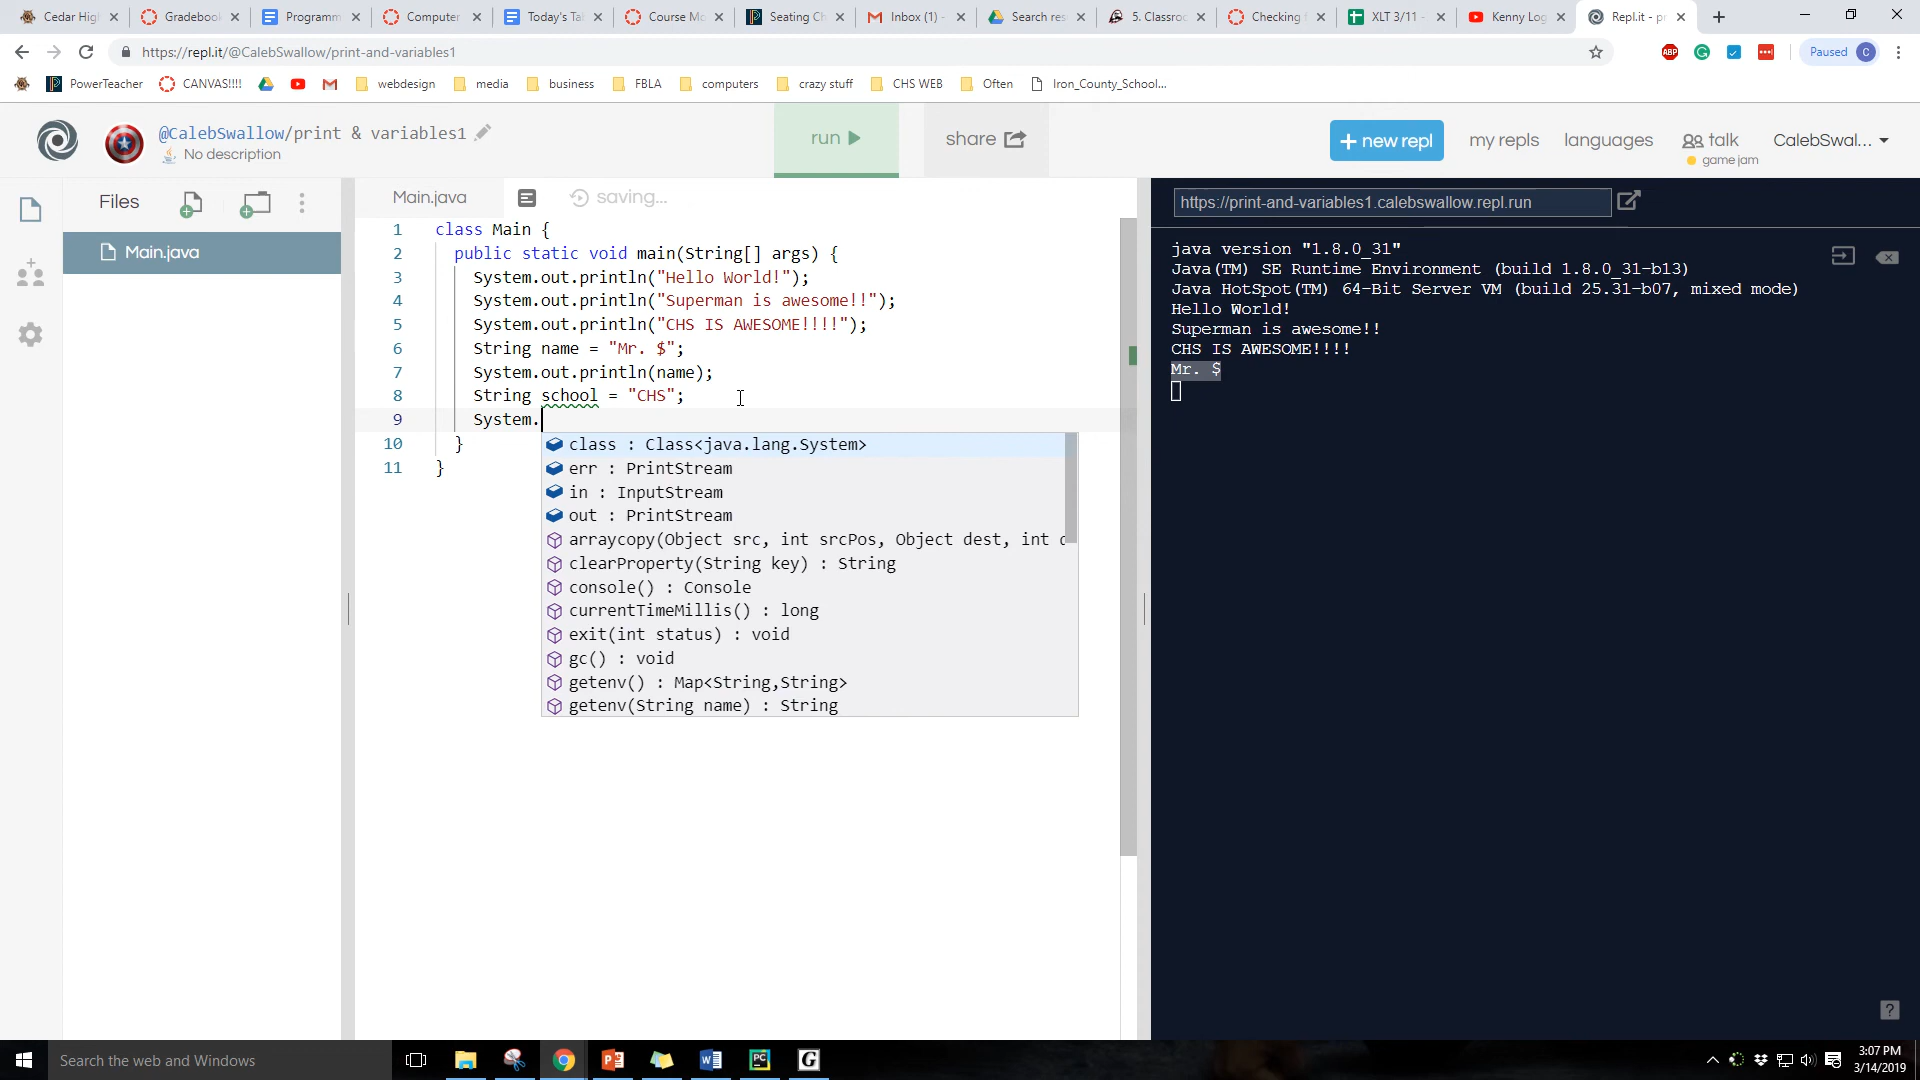 Cedar Higl
Gradebook
Programm
Computer
Today's Tal
Course Mo
Seating Ch
Inbox (1) -
Search res
5. Classroo
Checking f
XLT 3/11 -
Kenny Log
Repl.it - pr
https://repl.it/@CalebSwallow/print-and-variables1
ABP
Paused
C
PowerTeacher
CANVAS!!!!
webdesign
media
business
FBLA
computers
crazy stuff
CHS WEB
Often
Iron_County_School...
@CalebSwallow/print & variables1
No description
run
share
+ new repl
my repls
languages
talk
game jam
CalebSwal...
Files
Main.java
Main.java
saving...
https://print-and-variables1.calebswallow.repl.run
1 class Main {
2 public static void main(String[] args) {
3 System.out.println("Hello World!");
4 System.out.println("Superman is awesome!!");
5 System.out.println("CHS IS AWESOME!!!!");
6 String name = "Mr. $";
7 System.out.println(name);
8 String school = "CHS";
9 System.
10 }
11 }
class : Class<java.lang.System>
err : PrintStream
in : InputStream
out : PrintStream
arraycopy(Object src, int srcPos, Object dest, int d
clearProperty(String key) : String
console() : Console
currentTimeMillis() : long
exit(int status) : void
gc() : void
getenv() : Map<String,String>
getenv(String name) : String
java version "1.8.0_31"
Java(TM) SE Runtime Environment (build 1.8.0_31-b13)
Java HotSpot(TM) 64-Bit Server VM (build 25.31-b07, mixed mode)
Hello World!
Superman is awesome!!
CHS IS AWESOME!!!!
Mr. $
?
Search the web and Windows
3:07 PM
3/14/2019